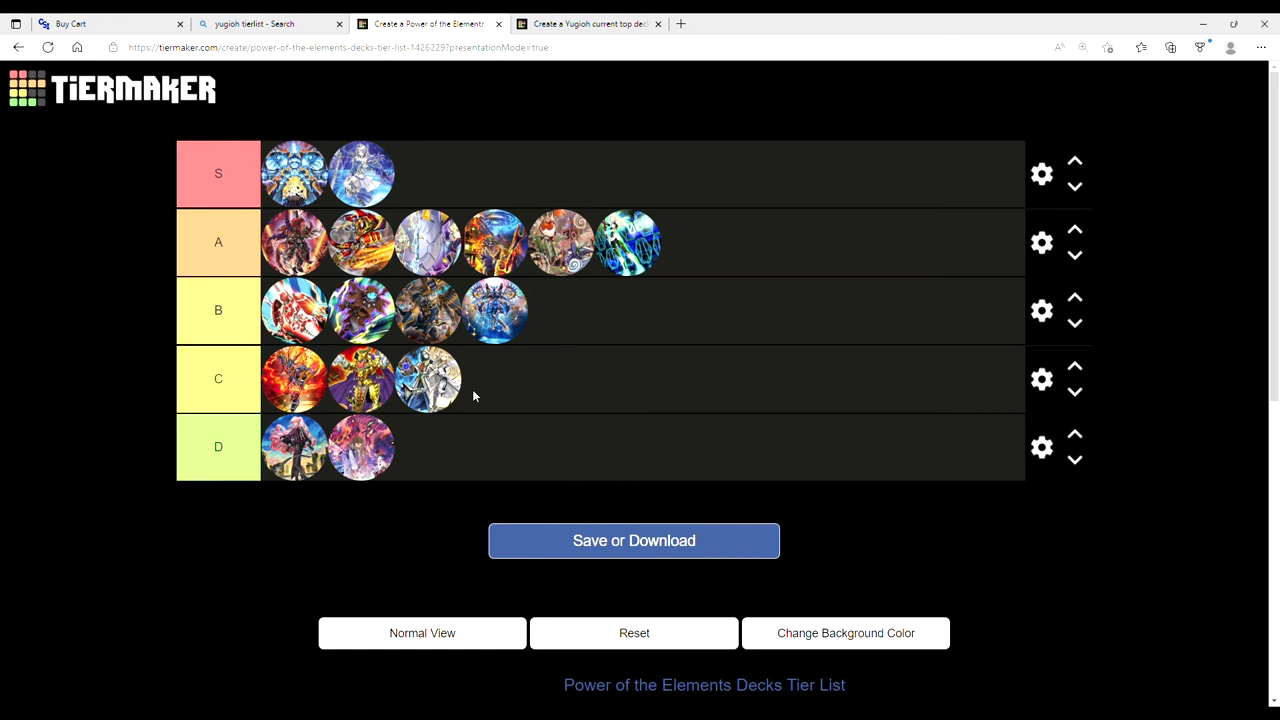 Buy Cart
yugioh tierlist - Search
Create a Power of the Elements
Create a Yugioh current top dec
https://tiermaker.com/create/power-of-the-elements-decks-tier-list-1426229?presentationMode=true
TiERMAKER
S
A
B
C
D
Save or Download
Normal View
Reset
Change Background Color
Power of the Elements Decks Tier List